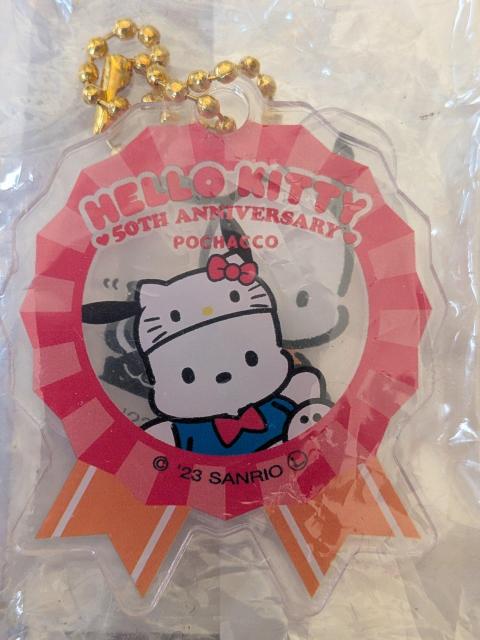 HELLO KITTY
♥50TH ANNIVERSARY♥
POCHACCO
© '23 SANRIO Ⓛ